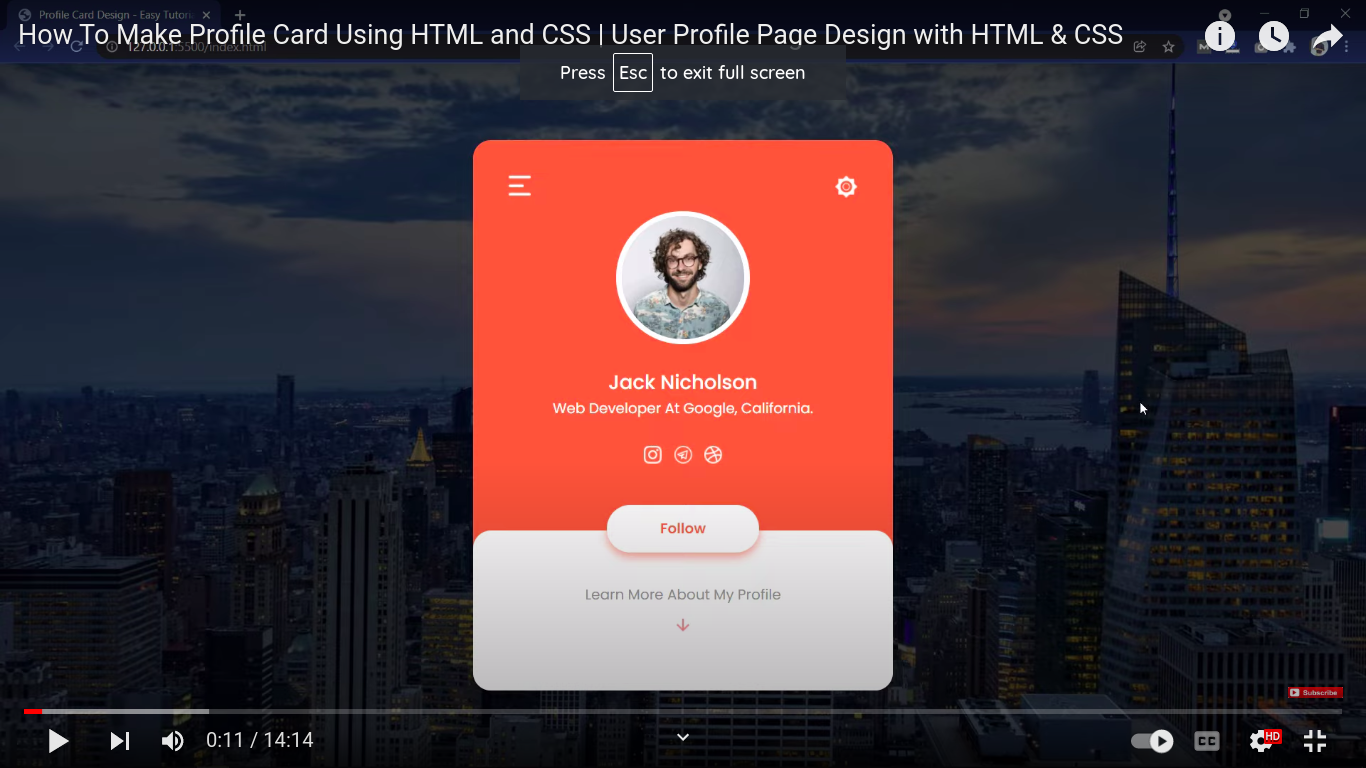 Profile Card Design - Easy Tutori
How To Make Profile Card Using HTML and CSS | User Profile Page Design with HTML & CSS
127.0.0.1:5500/index.html
Press Esc to exit full screen
Jack Nicholson
Web Developer At Google, California.
Follow
Learn More About My Profile
Subscribe
0:11 / 14:14
CC
HD